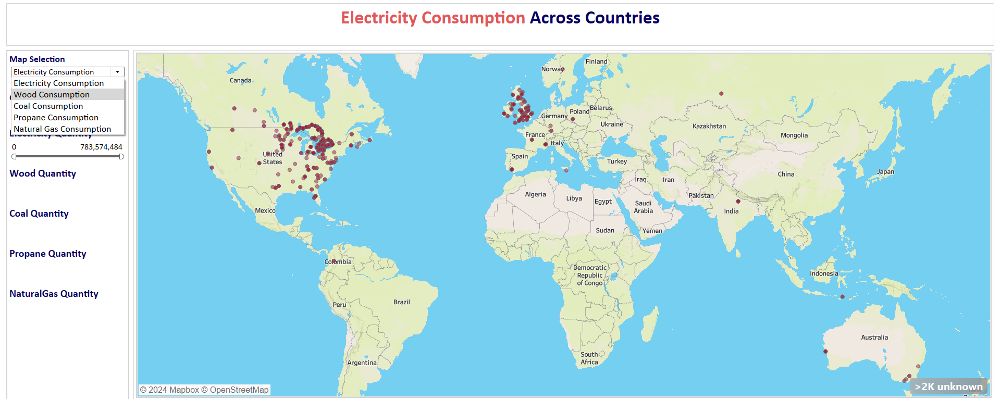 Electricity Consumption Across Countries
Map Selection
Electricity Consumption
Electricity Consumption
Wood Consumption
Coal Consumption
Propane Consumption
Natural Gas Consumption
Electricity Quantity
0 783,574,484
Wood Quantity
Coal Quantity
Propane Quantity
NaturalGas Quantity
Canada
United
States
Mexico
Colombia
Peru
Brazil
Argentina
Norway
Finland
Belarus
Poland
Germany
Ukraine
France
Italy
Spain
Turkey
Kazakhstan
Mongolia
China
Japan
Iraq
Iran
Pakistan
India
Algeria
Libya
Egypt
Saudi
Arabia
Sudan
Yemen
Democratic
Republic
of Congo
Indonesia
South
Africa
Australia
© 2024 Mapbox © OpenStreetMap
>2K unknown